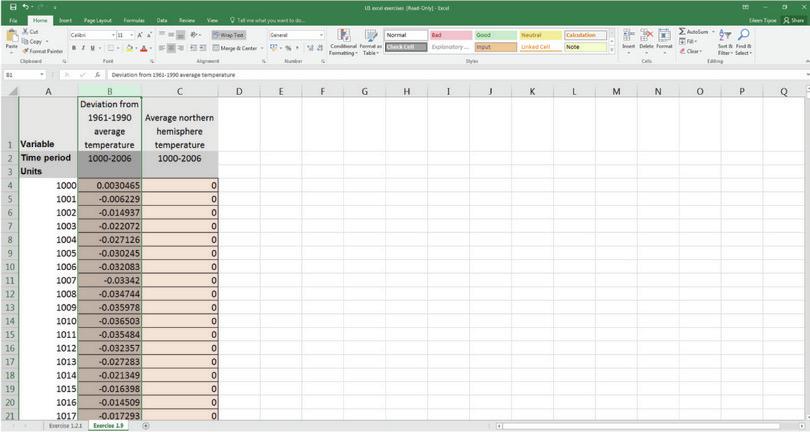 U1 excel exercises [Read-Only] - Excel
File Home Insert Page Layout Formulas Data Review View Tell me what you want to do... Eileen Tipoe Share
Cut Calibri 11 Wrap Text General Normal Bad Good Neutral Calculation AutoSum
Copy Fill
Paste Format Painter B I U Merge & Center % Conditional Formatting Format as Table Check Cell Explanatory ... Input Linked Cell Note Insert Delete Format Clear Sort & Filter Find & Select
Clipboard Font Alignment Number Styles Cells Editing
B1 fx Deviation from 1961-1990 average temperature
A B C D E F G H I J K L M N O P Q
1 Variable Deviation from 1961-1990 average temperature Average northern hemisphere temperature
2 Time period 1000-2006 1000-2006
3 Units
4 1000 0.0030465 0
5 1001 -0.006229 0
6 1002 -0.014937 0
7 1003 -0.022072 0
8 1004 -0.027126 0
9 1005 -0.030245 0
10 1006 -0.032083 0
11 1007 -0.03342 0
12 1008 -0.034744 0
13 1009 -0.035978 0
14 1010 -0.036503 0
15 1011 -0.035484 0
16 1012 -0.032357 0
17 1013 -0.027283 0
18 1014 -0.021349 0
19 1015 -0.016398 0
20 1016 -0.014509 0
21 1017 -0.017293 0
Exercise 1.2.1 Exercise 1.9